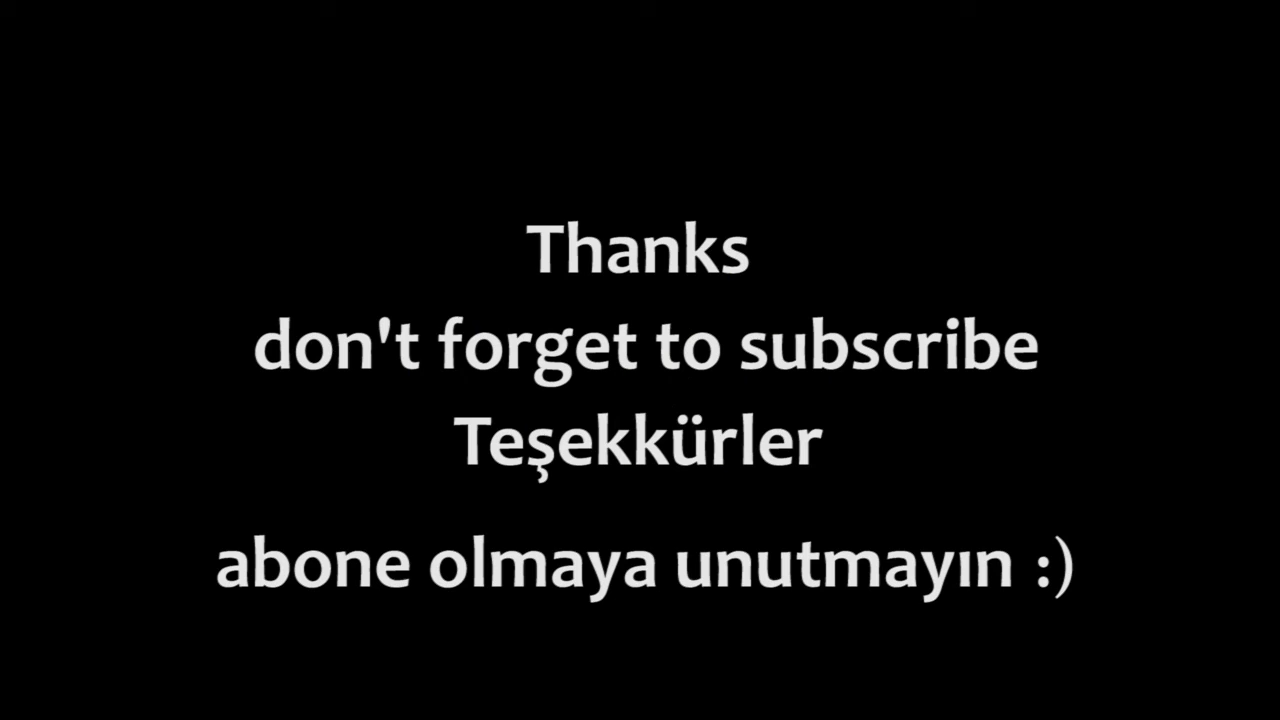 Thanks
don't forget to subscribe
Teşekkürler
abone olmaya unutmayın :)